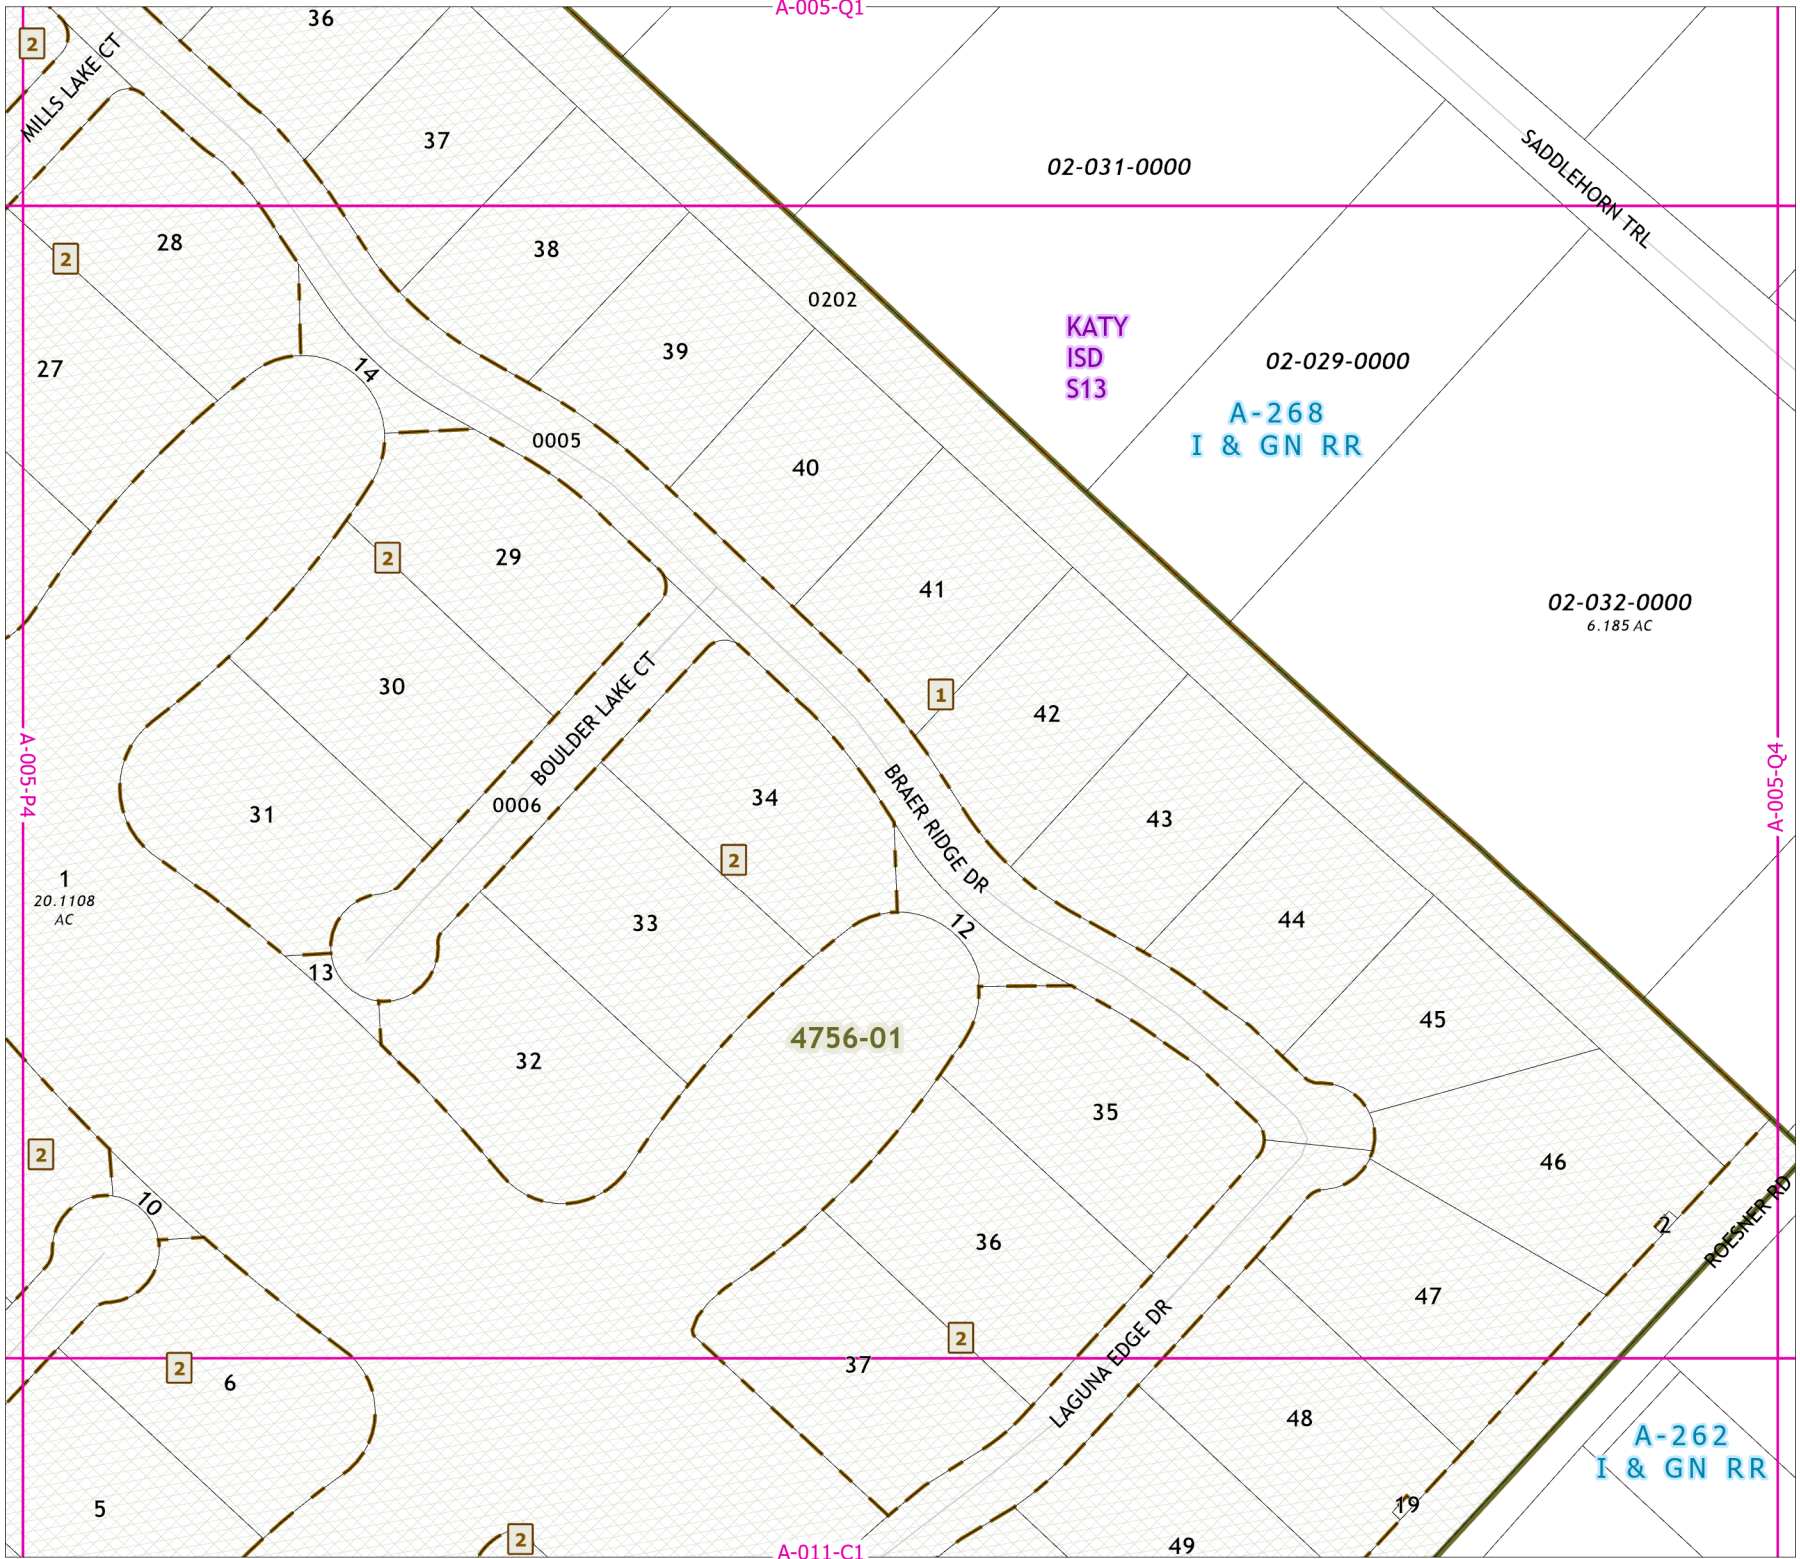 A-005-Q1
36
2
MILLS LAKE CT
37
SADDLEHORN TRL
02-031-0000
28
38
2
0202
KATY
ISD
S13
39
02-029-0000
27
14
A-268
I & GN RR
0005
40
29
2
41
02-032-0000
6.185 AC
30
1
42
BOULDER LAKE CT
A-005-P4
A-005-Q4
34
0006
31
BRAER RIDGE DR
43
2
1
20.1108
AC
33
12
44
13
4756-01
45
32
35
2
46
10
ROESNER RD
2
36
47
LAGUNA EDGE DR
2
37
2
6
48
A-262
I & GN RR
5
19
2
49
A-011-C1